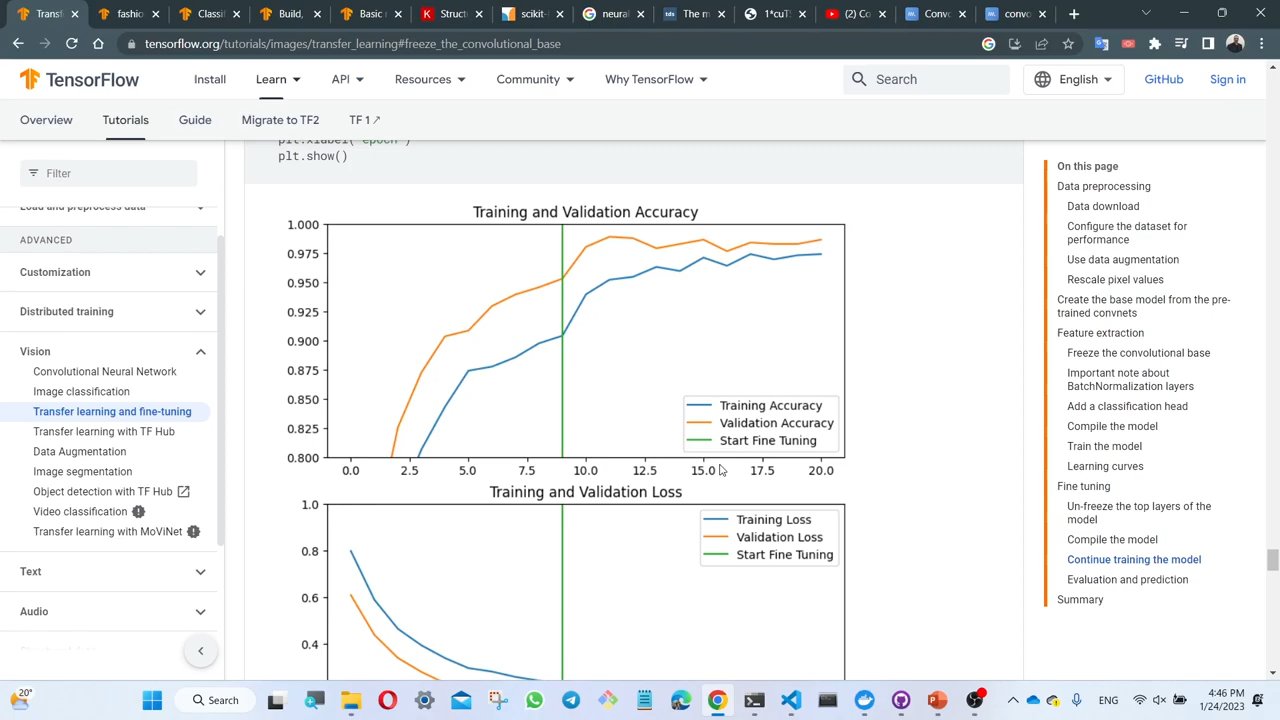 Transf
fashio
Classif
Build,
Basic r
Structu
scikit-l
neural
The m
1*cuTS
(2) Co
Conv
convo
tensorflow.org/tutorials/images/transfer_learning#freeze_the_convolutional_base
TensorFlow
Install
Learn
API
Resources
Community
Why TensorFlow
Search
English
GitHub
Sign in
Overview
Tutorials
Guide
Migrate to TF2
TF 1 ↗
Filter
Load and preprocess data
ADVANCED
Customization
Distributed training
Vision
Convolutional Neural Network
Image classification
Transfer learning and fine-tuning
Transfer learning with TF Hub
Data Augmentation
Image segmentation
Object detection with TF Hub
Video classification
Transfer learning with MoViNet
Text
Audio
plt.xlabel('epoch')
plt.show()
Training and Validation Accuracy
1.000
0.975
0.950
0.925
0.900
0.875
0.850
0.825
0.800
Training Accuracy
Validation Accuracy
Start Fine Tuning
0.0 2.5 5.0 7.5 10.0 12.5 15.0 17.5 20.0
Training and Validation Loss
1.0
0.8
0.6
0.4
Training Loss
Validation Loss
Start Fine Tuning
On this page
Data preprocessing
Data download
Configure the dataset for
performance
Use data augmentation
Rescale pixel values
Create the base model from the pre-
trained convnets
Feature extraction
Freeze the convolutional base
Important note about
BatchNormalization layers
Add a classification head
Compile the model
Train the model
Learning curves
Fine tuning
Un-freeze the top layers of the
model
Compile the model
Continue training the model
Evaluation and prediction
Summary
20°
Search
ENG
4:46 PM
1/24/2023